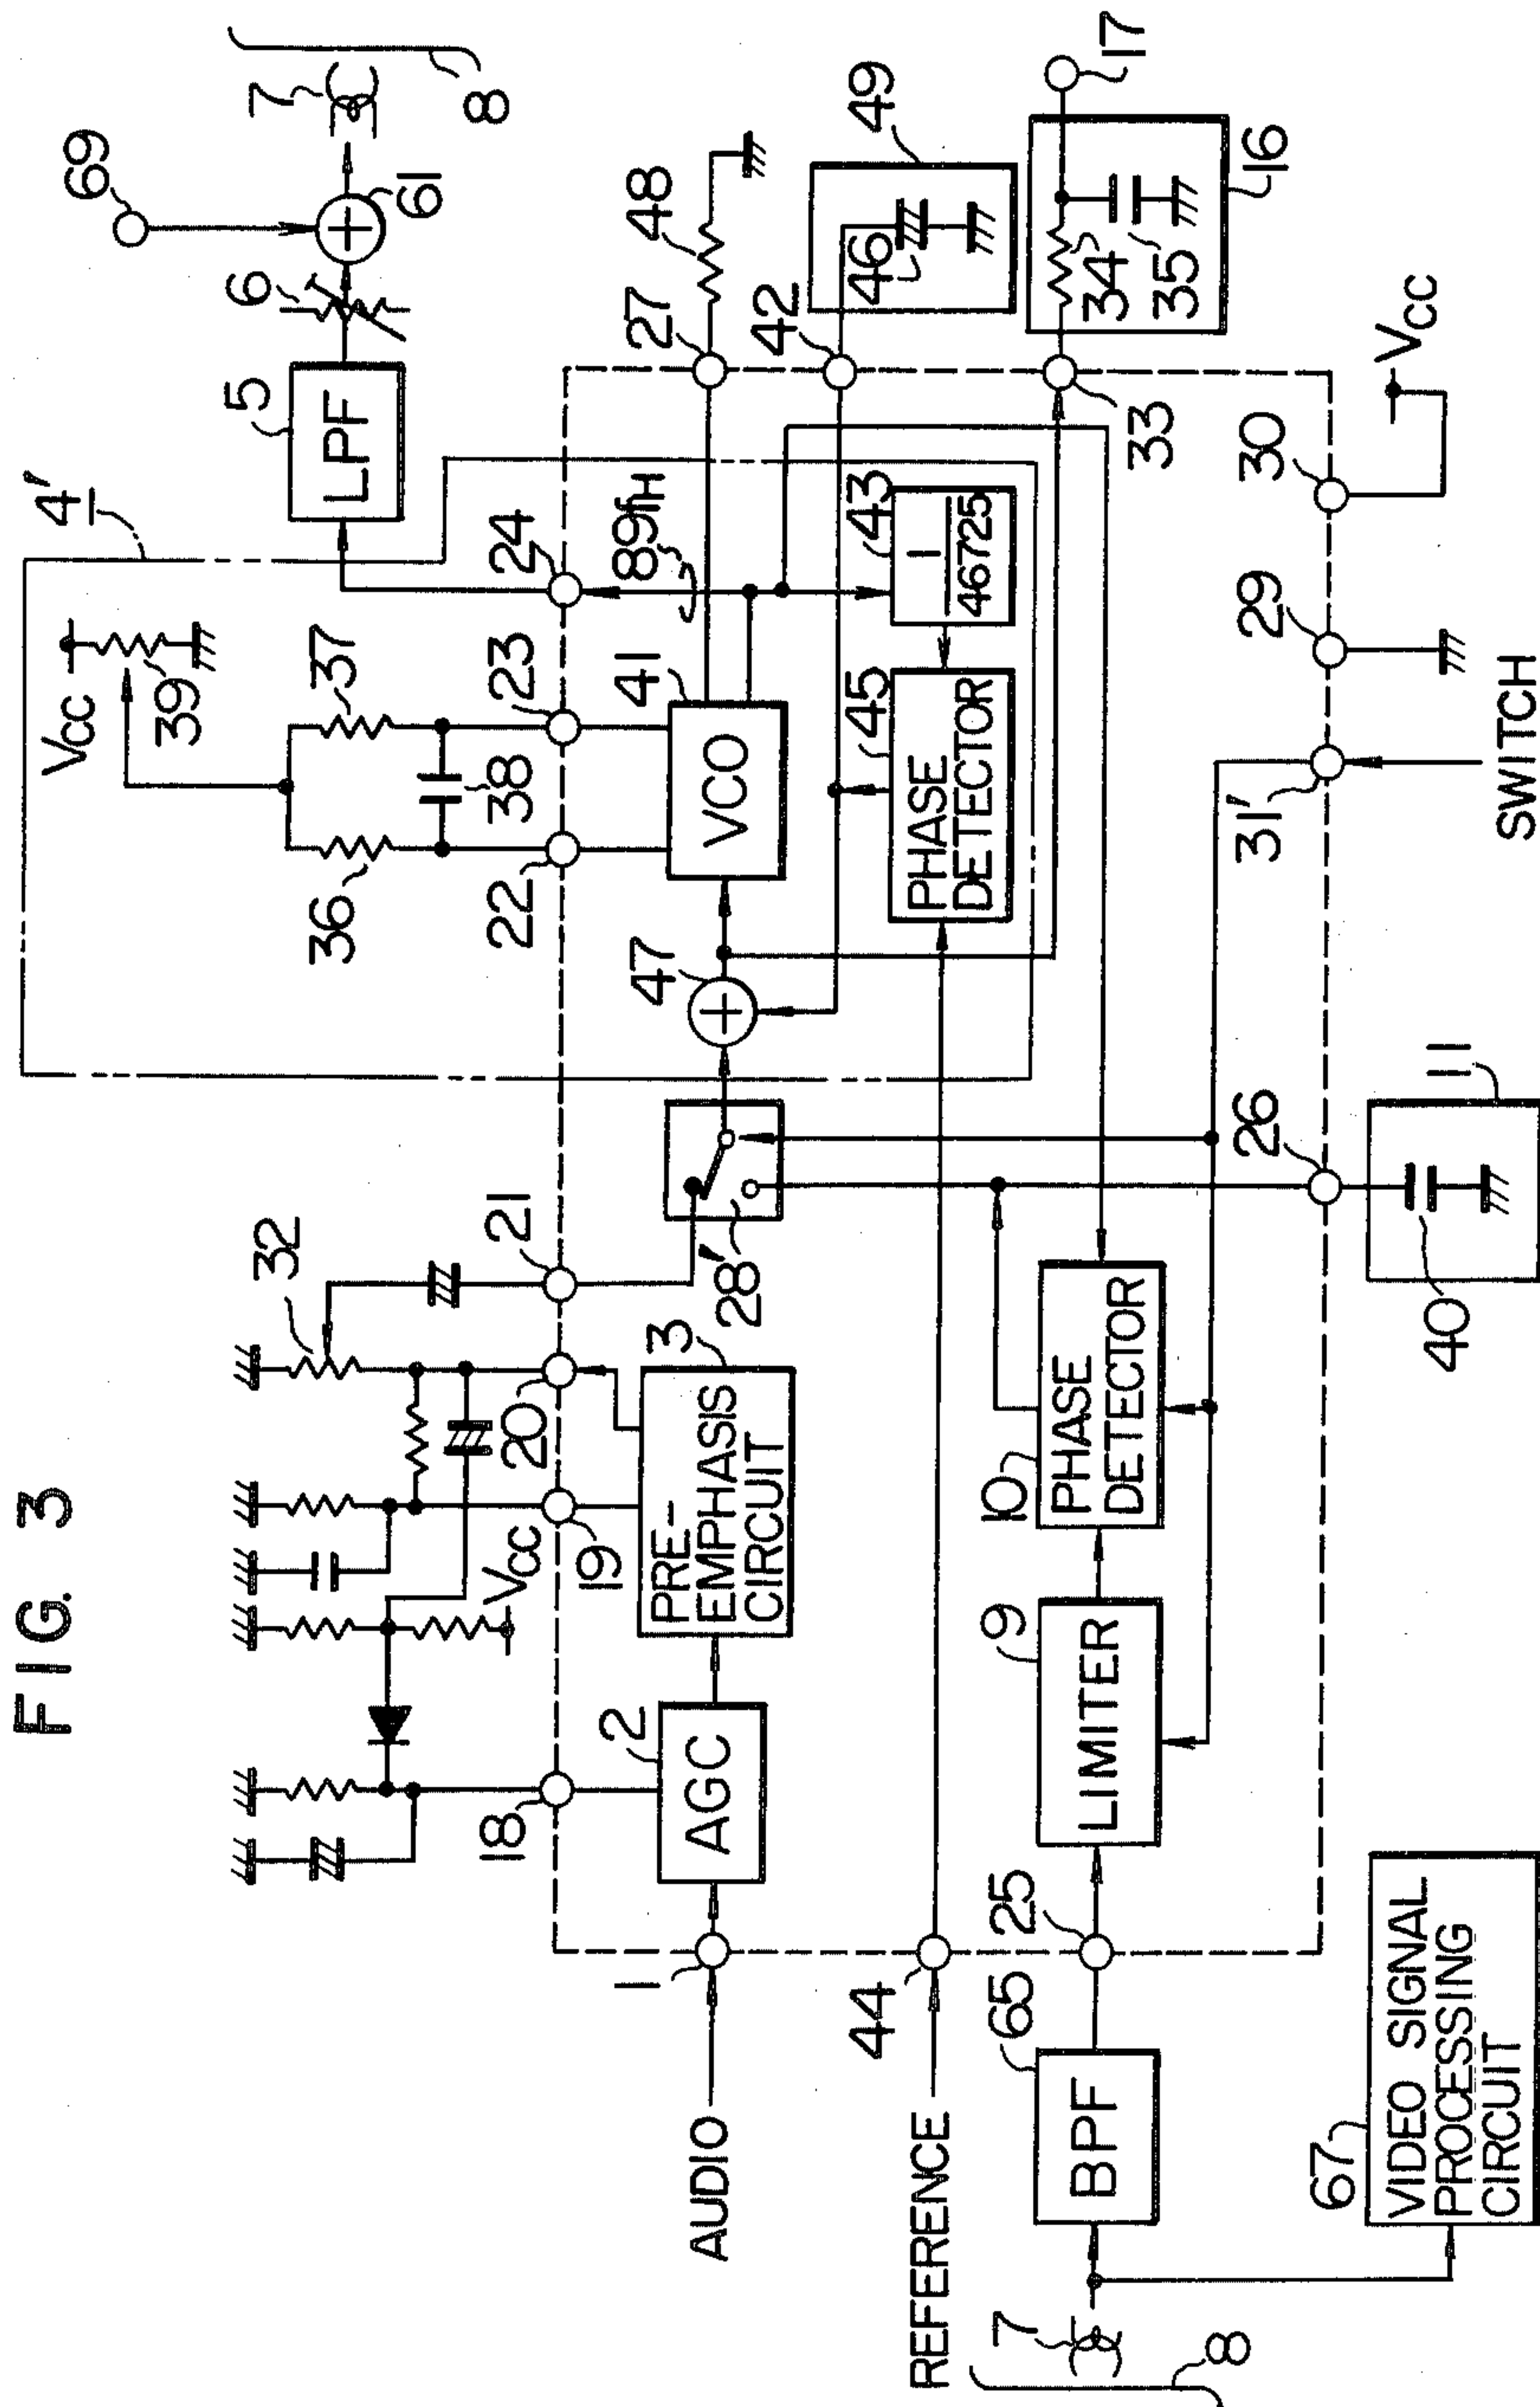 FIG. 3
69
7
8
6
61
5
LPF
4'
VCC
39
37
36
38
24
23
22
89fH
27
48
49
42
46
16
17
34
35
33
VCC
41
VCO
43
1
46725
45
PHASE
DETECTOR
47
30
29
31'
SWITCH
32
21
28'
20
19
VCC
18
3
PRE-
EMPHASIS
CIRCUIT
2
AGC
1
AUDIO
44
REFERENCE
10
PHASE
DETECTOR
9
LIMITER
25
65
BPF
7
8
67
VIDEO SIGNAL
PROCESSING
CIRCUIT
26
11
40